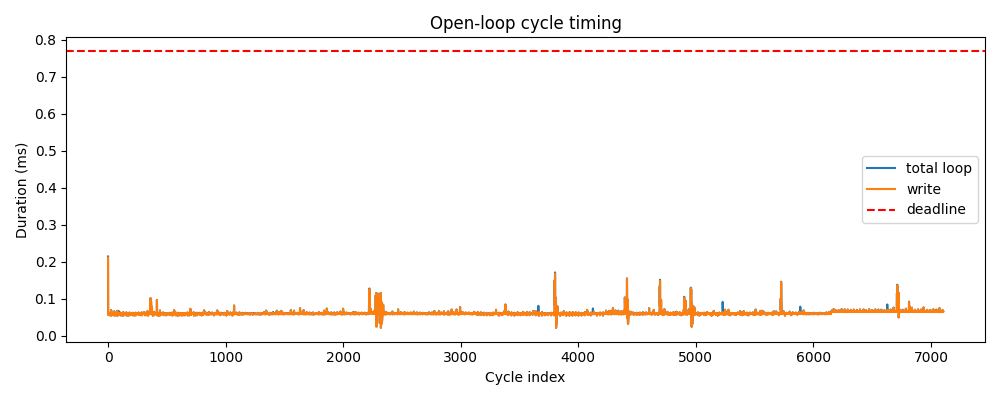 Open-loop cycle timing
0.8
0.7
0.6
0.5
0.4
0.3
0.2
0.1
0.0
Duration (ms)
total loop
write
deadline
0 1000 2000 3000 4000 5000 6000 7000
Cycle index